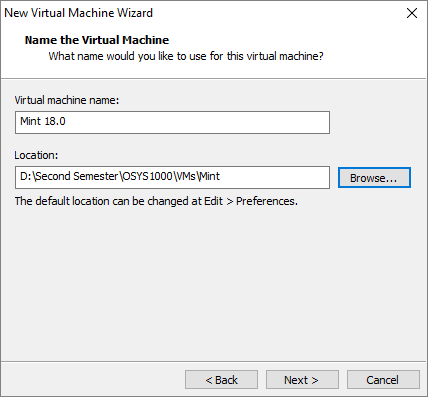 New Virtual Machine Wizard
Name the Virtual Machine
What name would you like to use for this virtual machine?
Virtual machine name:
Mint 18.0
Location:
D:\Second Semester\OSYS1000\VMs\Mint
Browse...
The default location can be changed at Edit > Preferences.
< Back
Next >
Cancel